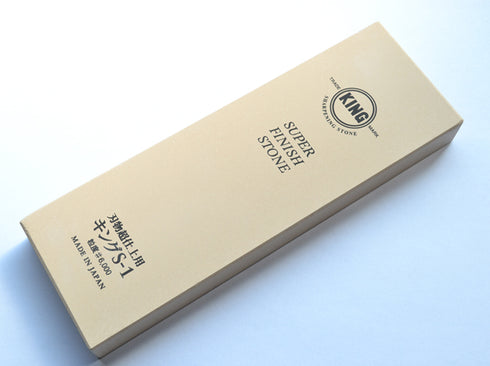 TRADE MARK
KING
SHARPENING STONE
SUPER
FINISH
STONE
刃物超仕上用
キングS-1
粒度#6,000
MADE IN JAPAN